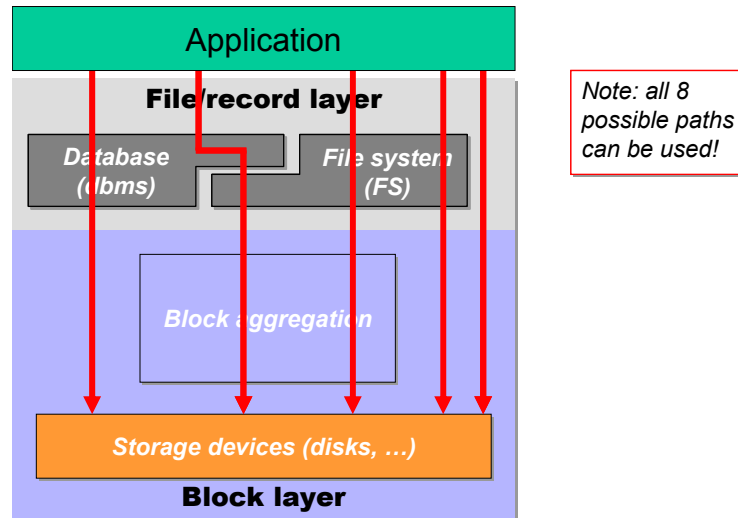 Application
File/record layer
Note: all 8
possible paths
can be used!
Database
(dbms)
File system
(FS)
Block aggregation
Storage devices (disks, …)
Block layer